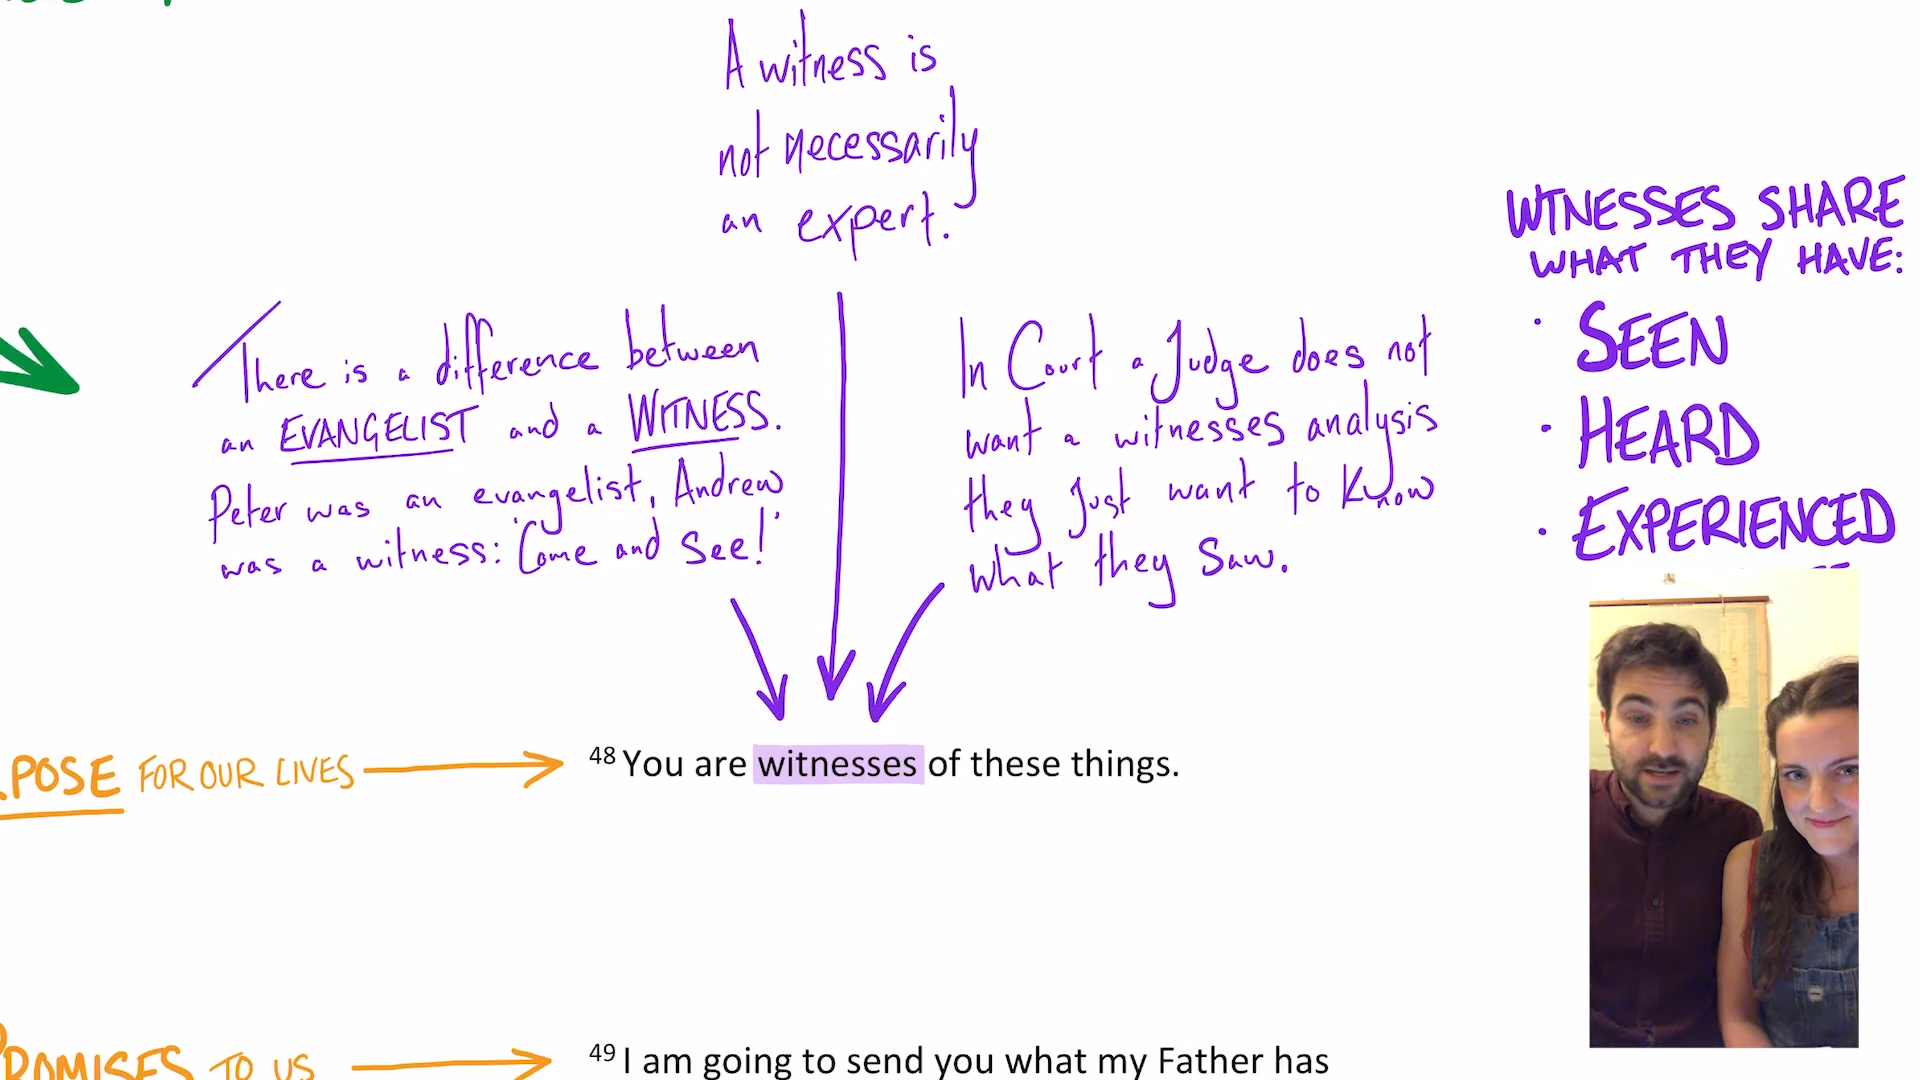 A witness is
not necessarily
an expert.
There is a difference between
an EVANGELIST and a WITNESS.
Peter was an evangelist, Andrew
was a witness: 'Come and See!'
In Court a Judge does not
want a witnesses analysis
they Just want to Know
what they Saw.
WITNESSES SHARE
WHAT THEY HAVE:
• SEEN
• HEARD
• EXPERIENCED
POSE FOR OUR LIVES
48 You are witnesses of these things.
PROMISES TO US
49 I am going to send you what my Father has